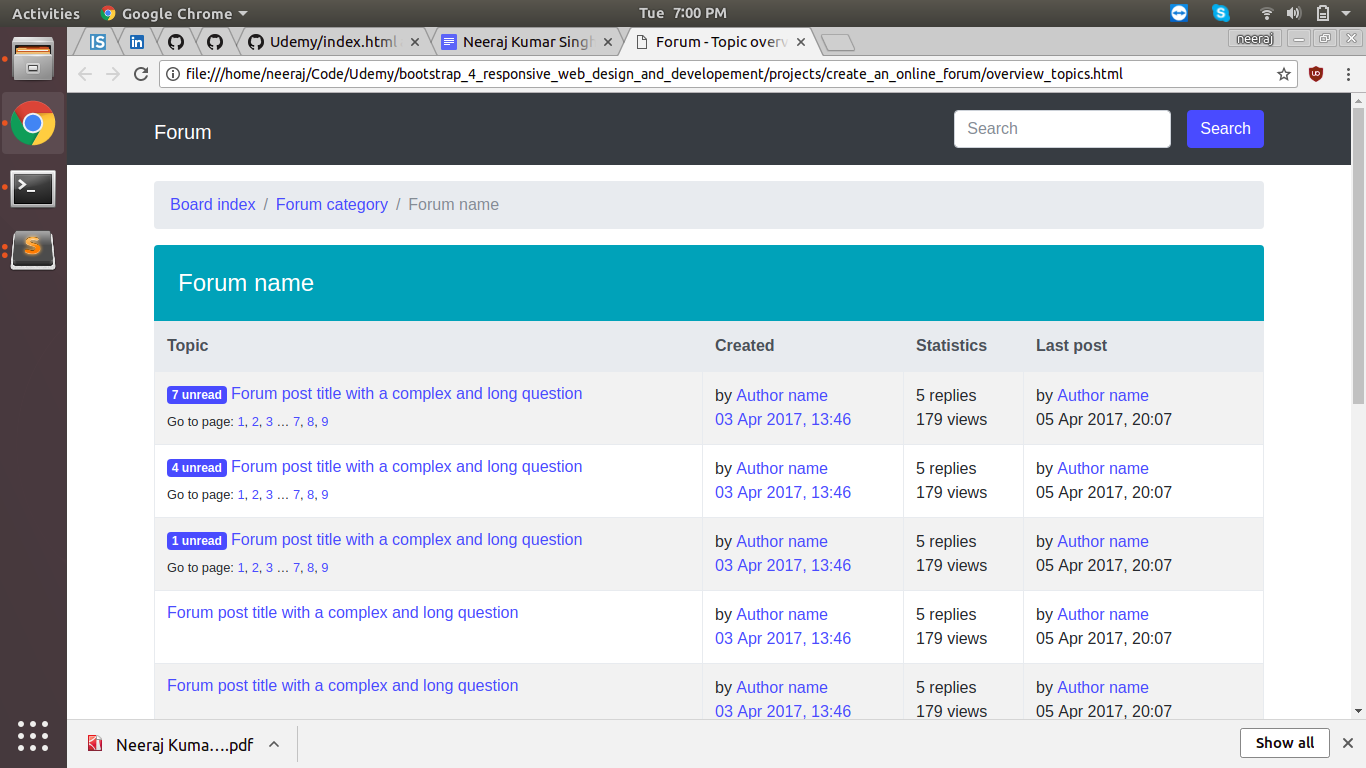 Activities Google Chrome Tue 7:00 PM
Udemy/index.html Neeraj Kumar Singh Forum - Topic overv neeraj
file:///home/neeraj/Code/Udemy/bootstrap_4_responsive_web_design_and_developement/projects/create_an_online_forum/overview_topics.html
Forum Search Search
Board index / Forum category / Forum name
Forum name
Topic Created Statistics Last post
7 unread Forum post title with a complex and long question by Author name 5 replies by Author name
Go to page: 1, 2, 3 ... 7, 8, 9 03 Apr 2017, 13:46 179 views 05 Apr 2017, 20:07
4 unread Forum post title with a complex and long question by Author name 5 replies by Author name
Go to page: 1, 2, 3 ... 7, 8, 9 03 Apr 2017, 13:46 179 views 05 Apr 2017, 20:07
1 unread Forum post title with a complex and long question by Author name 5 replies by Author name
Go to page: 1, 2, 3 ... 7, 8, 9 03 Apr 2017, 13:46 179 views 05 Apr 2017, 20:07
Forum post title with a complex and long question by Author name 5 replies by Author name
03 Apr 2017, 13:46 179 views 05 Apr 2017, 20:07
Forum post title with a complex and long question by Author name 5 replies by Author name
03 Apr 2017, 13:46 179 views 05 Apr 2017, 20:07
Neeraj Kuma....pdf Show all